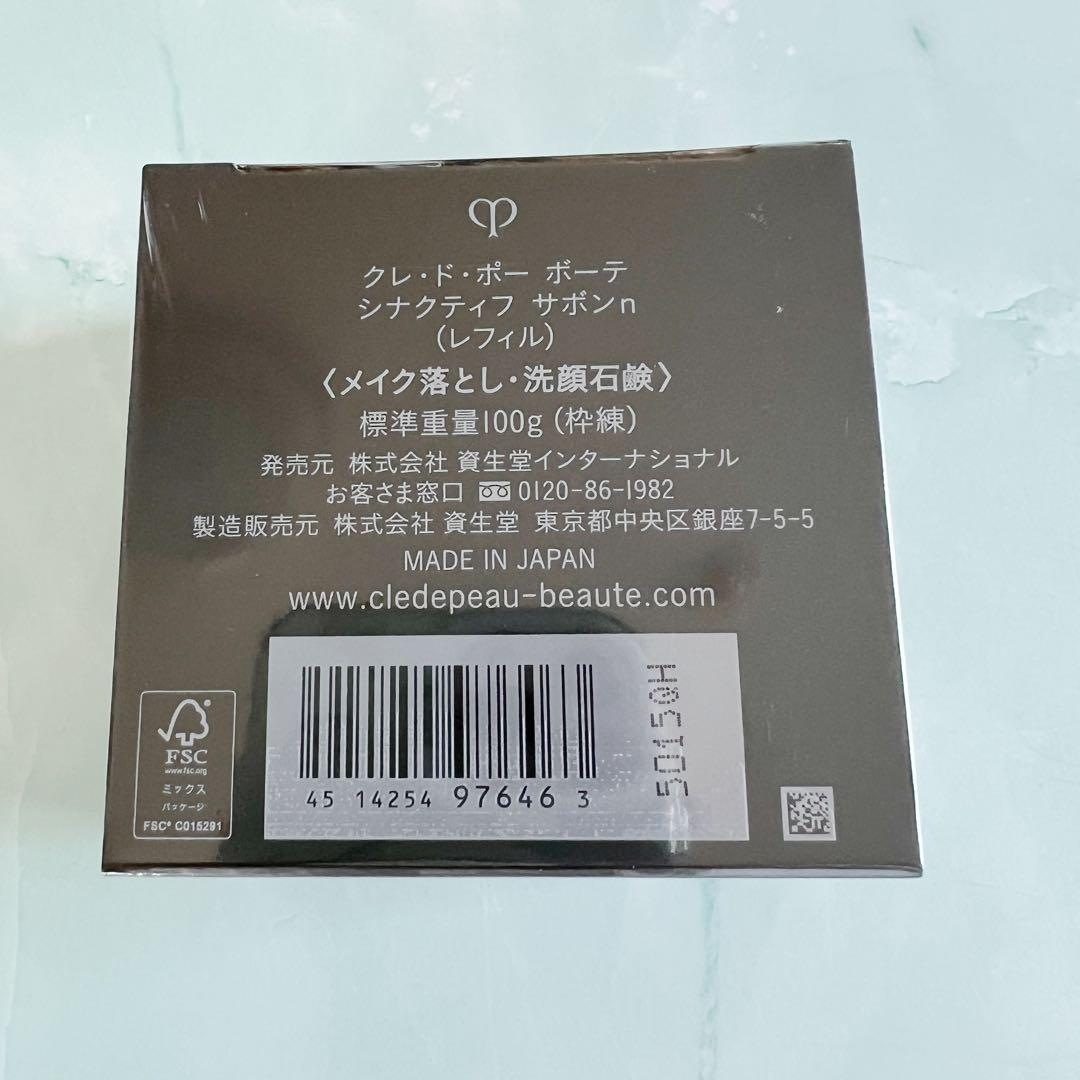 クレ・ド・ポー ボーテ
シナクティフ サボンn
(レフィル)
〈メイク落とし・洗顔石鹸〉
標準重量100g (枠練)
発売元 株式会社 資生堂インターナショナル
お客さま窓口 0120-86-1982
製造販売元 株式会社 資生堂 東京都中央区銀座7-5-5
MADE IN JAPAN
www.cledepeau-beaute.com
45 14254 97646 3
5015@H
FSC
www.fsc.org
ミックス
パッケージ
FSC® C015291